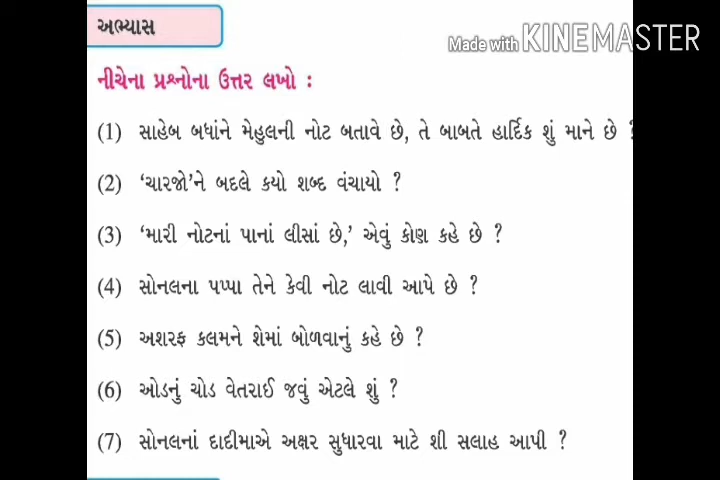 અભ્યાસ
Made with KINEMASTER
નીચેના પ્રશ્નોના ઉત્તર લખો :
(1) સાહેબ બધાંને મેહુલની નોટ બતાવે છે, તે બાબતે હાર્દિક શું માને છે ?
(2) ‘ચારજો’ને બદલે કયો શબ્દ વંચાયો ?
(3) ‘મારી નોટનાં પાનાં લીસાં છે,’ એવું કોણ કહે છે ?
(4) સોનલના પપ્પા તેને કેવી નોટ લાવી આપે છે ?
(5) અશરફ કલમને શેમાં બોળવાનું કહે છે ?
(6) ઓડનું ચોડ વેતરાઈ જવું એટલે શું ?
(7) સોનલનાં દાદીમાએ અક્ષર સુધારવા માટે શી સલાહ આપી ?